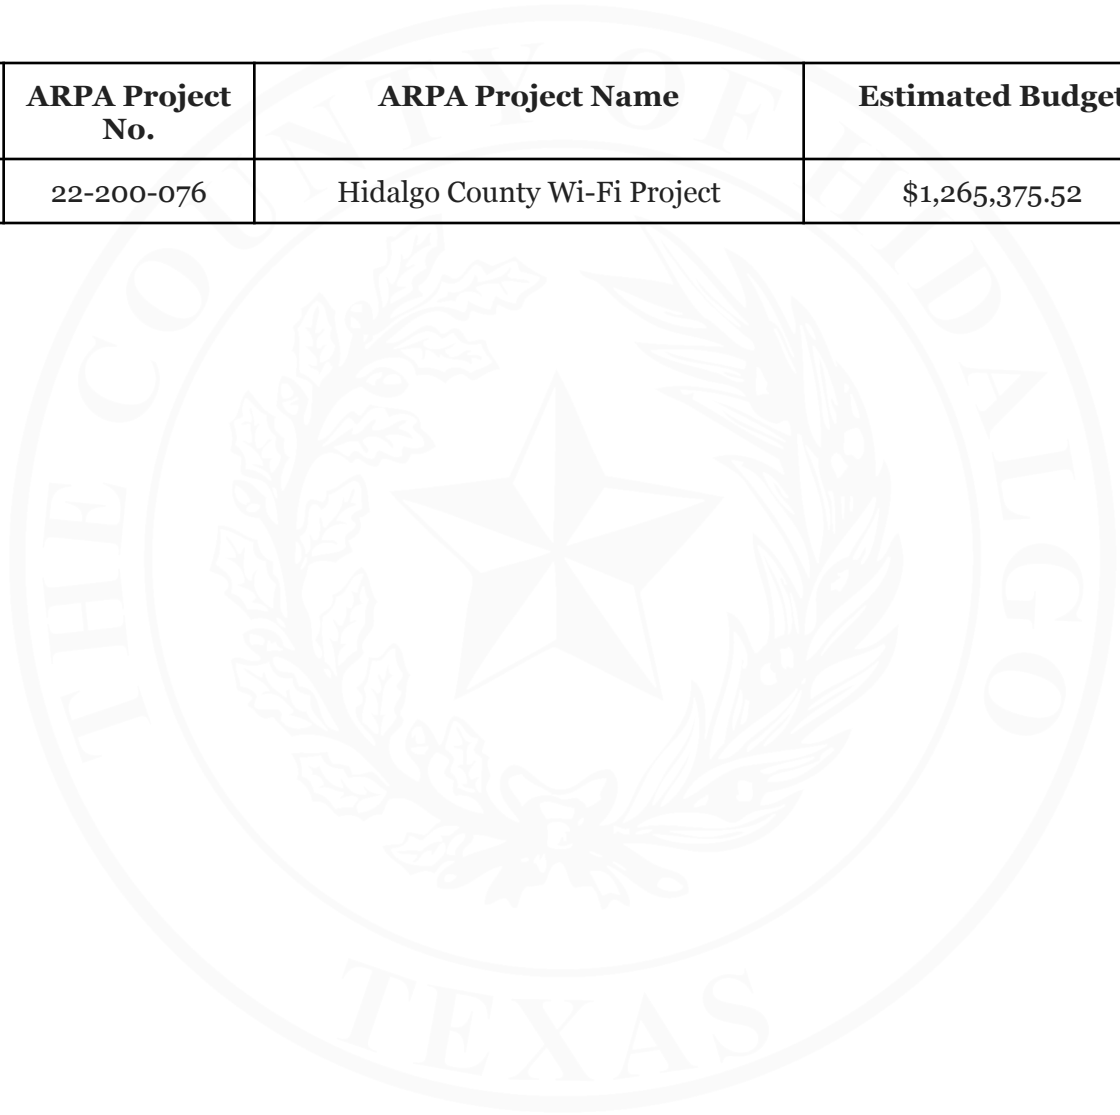 ARPA Project No. ARPA Project Name Estimated Budget
22-200-076 Hidalgo County Wi-Fi Project $1,265,375.52
THE COUNTY OF HIDALGO
TEXAS